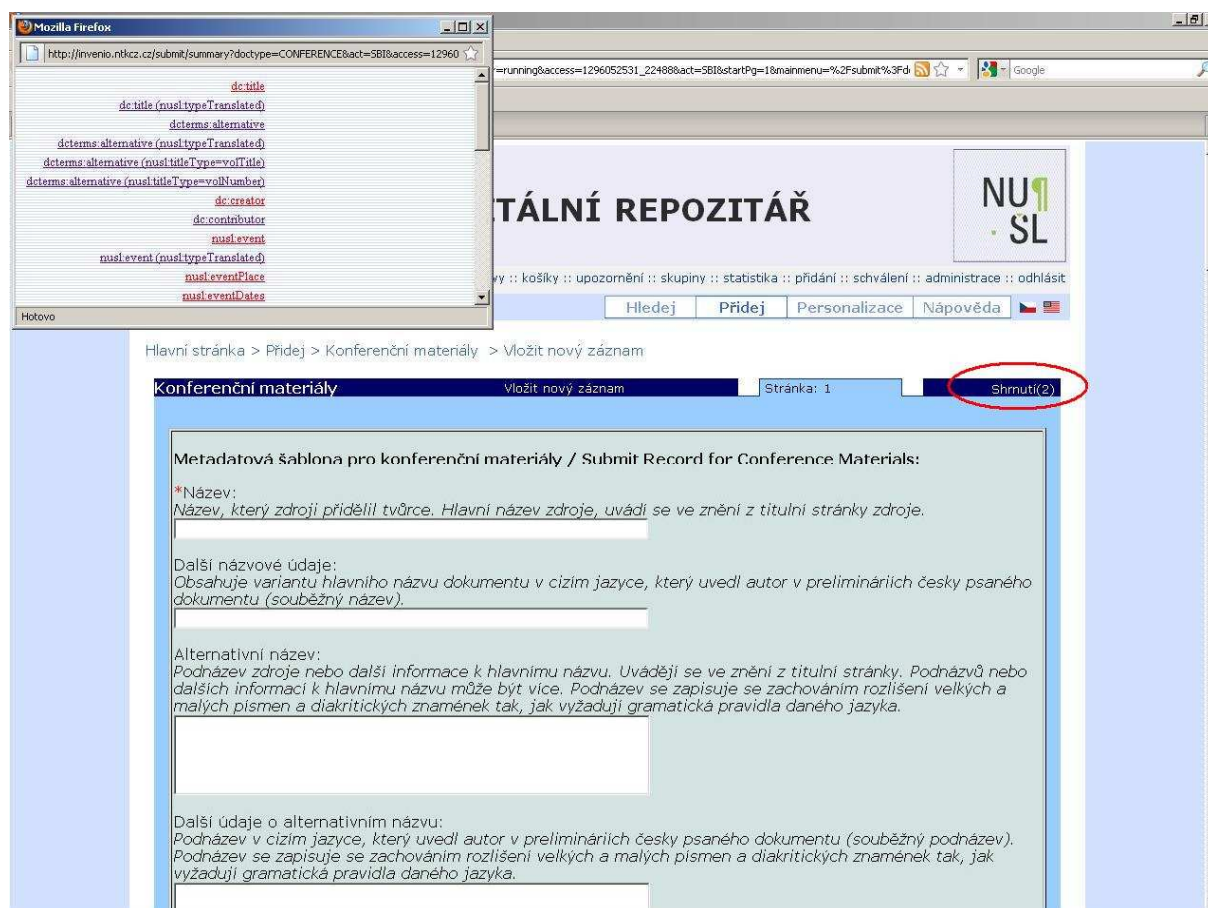 Mozilla Firefox
http://invenio.ntkcz.cz/submit/summary?doctype=CONFERENCE&act=SBI&access=12960
dc:title
dc:title (nusl:typeTranslated)
dcterms:alternative
dcterms:alternative (nusl:typeTranslated)
dcterms:alternative (nusl:titleType=volTitle)
dcterms:alternative (nusl:titleType=volNumber)
dc:creator
dc:contributor
nusl:event
nusl:event (nusl:typeTranslated)
nusl:eventPlace
nusl:eventDates
Hotovo
=running&access=1296052531_22488&act=SBI&startPg=1&mainmenu=%2Fsubmit%3Fd
Google
ITÁLNÍ REPOZITÁŘ
NU¶
· ŠL
vy :: košíky :: upozornění :: skupiny :: statistika :: přidání :: schválení :: administrace :: odhlásit
Hledej Přidej Personalizace Nápověda
Hlavní stránka > Přidej > Konferenční materiály > Vložit nový záznam
Konferenční materiály Vložit nový záznam Stránka: 1 Shrnutí(2)
Metadatová šablona pro konferenční materiály / Submit Record for Conference Materials:
*Název:
Název, který zdroji přidělil tvůrce. Hlavní název zdroje, uvádí se ve znění z titulní stránky zdroje.
Další názvové údaje:
Obsahuje variantu hlavního názvu dokumentu v cizím jazyce, který uvedl autor v prelimináriích česky psaného
dokumentu (souběžný název).
Alternativní název:
Podnázev zdroje nebo další informace k hlavnímu názvu. Uvádějí se ve znění z titulní stránky. Podnázvů nebo
dalších informací k hlavnímu názvu může být více. Podnázev se zapisuje se zachováním rozlišení velkých a
malých písmen a diakritických znamének tak, jak vyžadují gramatická pravidla daného jazyka.
Další údaje o alternativním názvu:
Podnázev v cizím jazyce, který uvedl autor v prelimináriích česky psaného dokumentu (souběžný podnázev).
Podnázev se zapisuje se zachováním rozlišení velkých a malých písmen a diakritických znamének tak, jak
vyžadují gramatická pravidla daného jazyka.